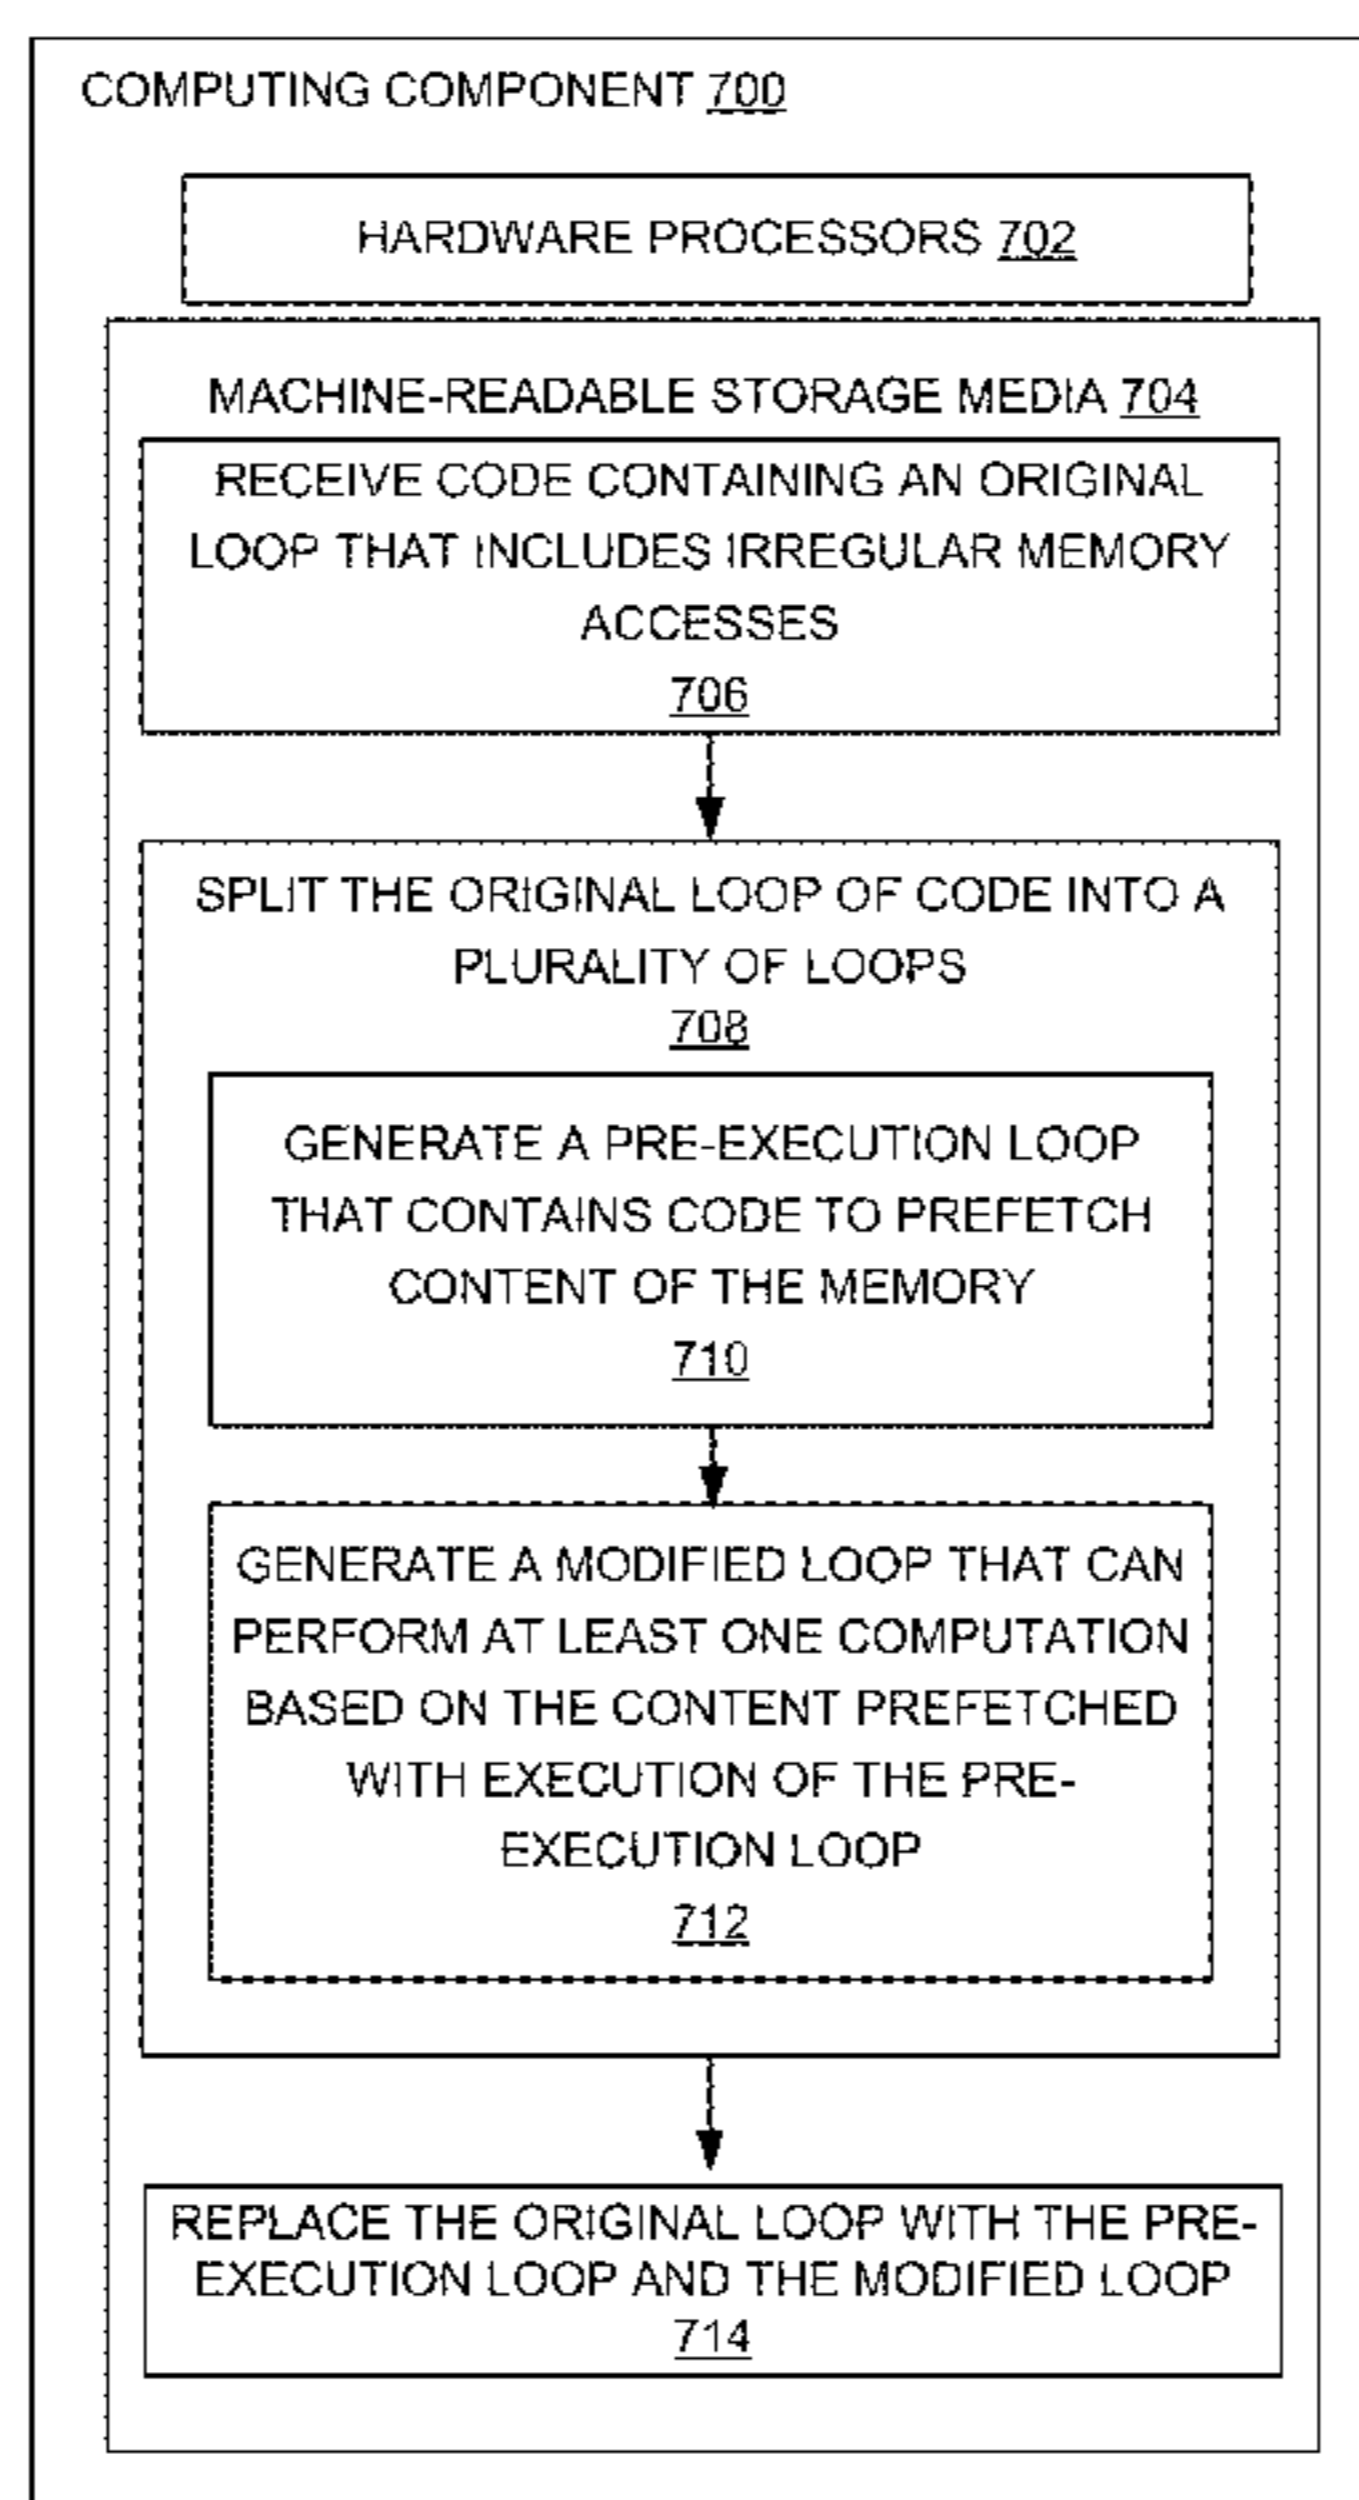 COMPUTING COMPONENT 700
HARDWARE PROCESSORS 702
MACHINE-READABLE STORAGE MEDIA 704
RECEIVE CODE CONTAINING AN ORIGINAL
LOOP THAT INCLUDES IRREGULAR MEMORY
ACCESSES
706
SPLIT THE ORIGINAL LOOP OF CODE INTO A
PLURALITY OF LOOPS
708
GENERATE A PRE-EXECUTION LOOP
THAT CONTAINS CODE TO PREFETCH
CONTENT OF THE MEMORY
710
GENERATE A MODIFIED LOOP THAT CAN
PERFORM AT LEAST ONE COMPUTATION
BASED ON THE CONTENT PREFETCHED
WITH EXECUTION OF THE PRE-
EXECUTION LOOP
712
REPLACE THE ORIGINAL LOOP WITH THE PRE-
EXECUTION LOOP AND THE MODIFIED LOOP
714